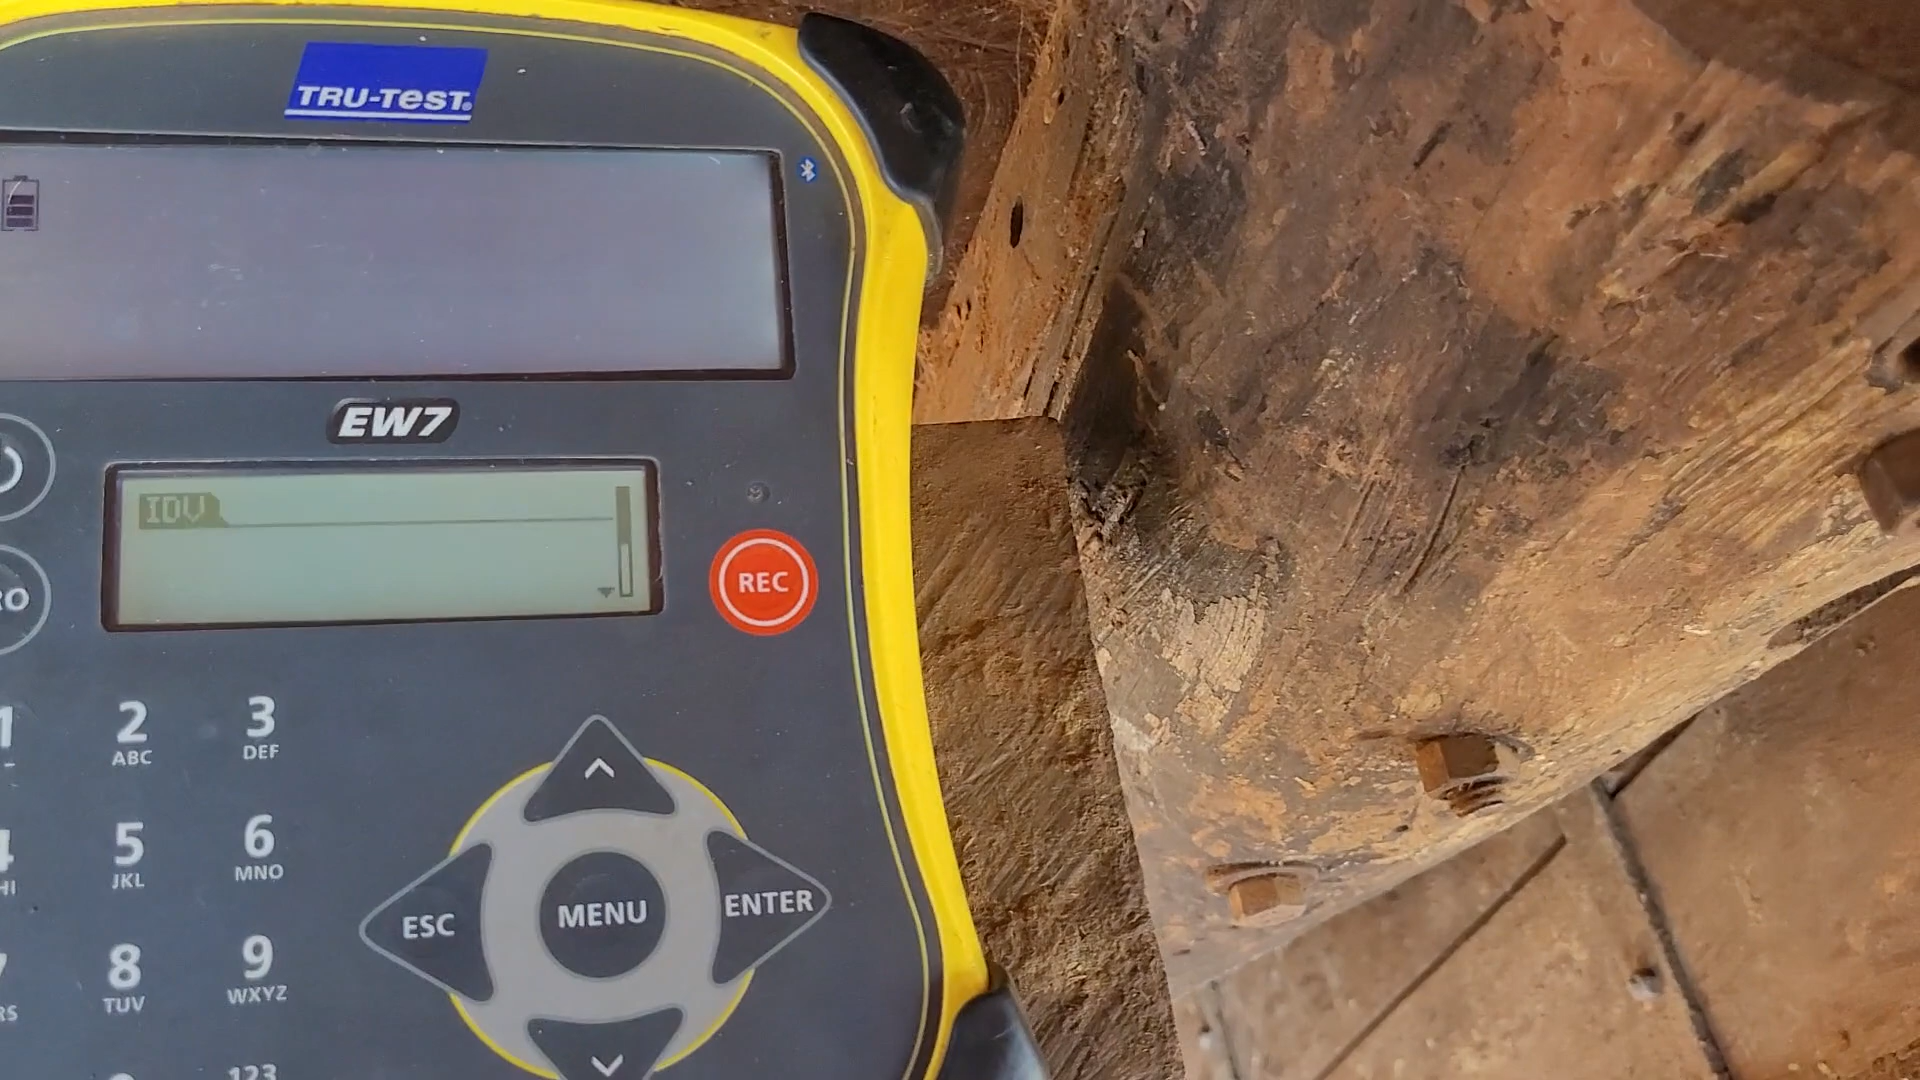 TRU-TEST®
EW7
IDV
REC
1 2 3
ABC DEF
5 6
JKL MNO
ESC MENU ENTER
8 9
TUV WXYZ
123